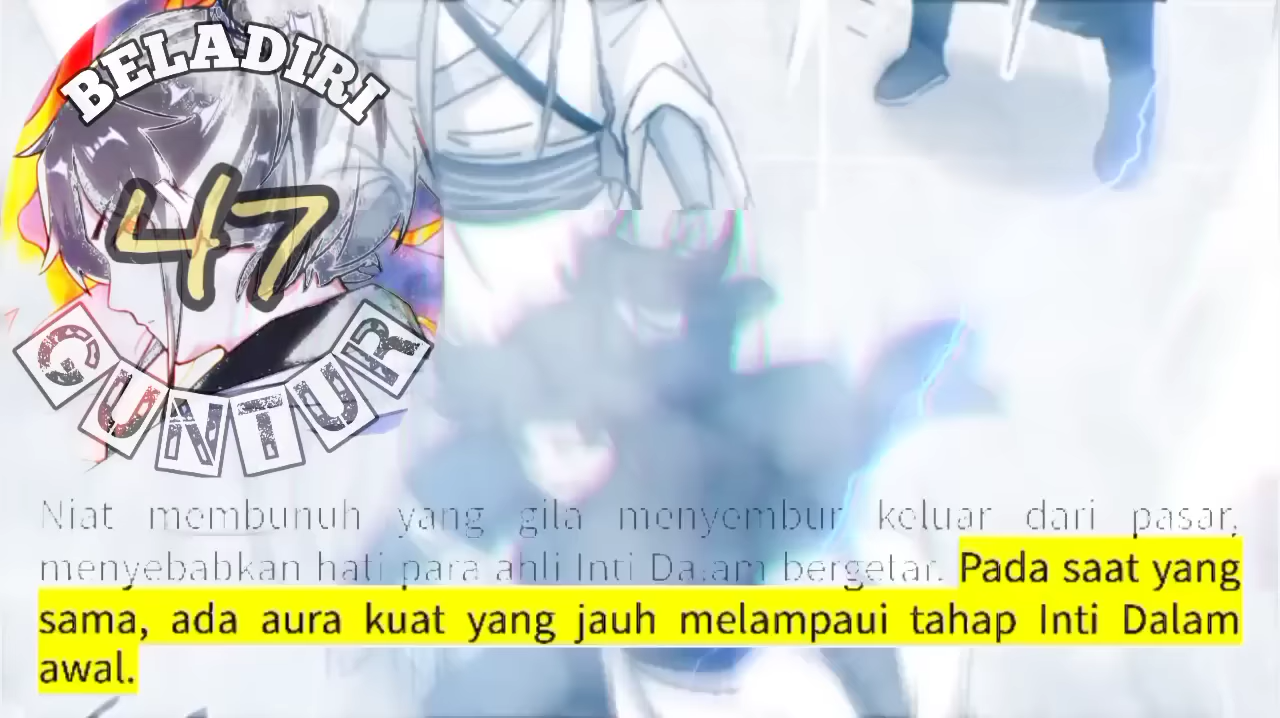 BELADIRI
47
GUNTUR
Niat membunuh yang gila menyembur keluar dari pasar,
menyebabkan hati para ahli Inti Dalam bergetar. Pada saat yang
sama, ada aura kuat yang jauh melampaui tahap Inti Dalam
awal.